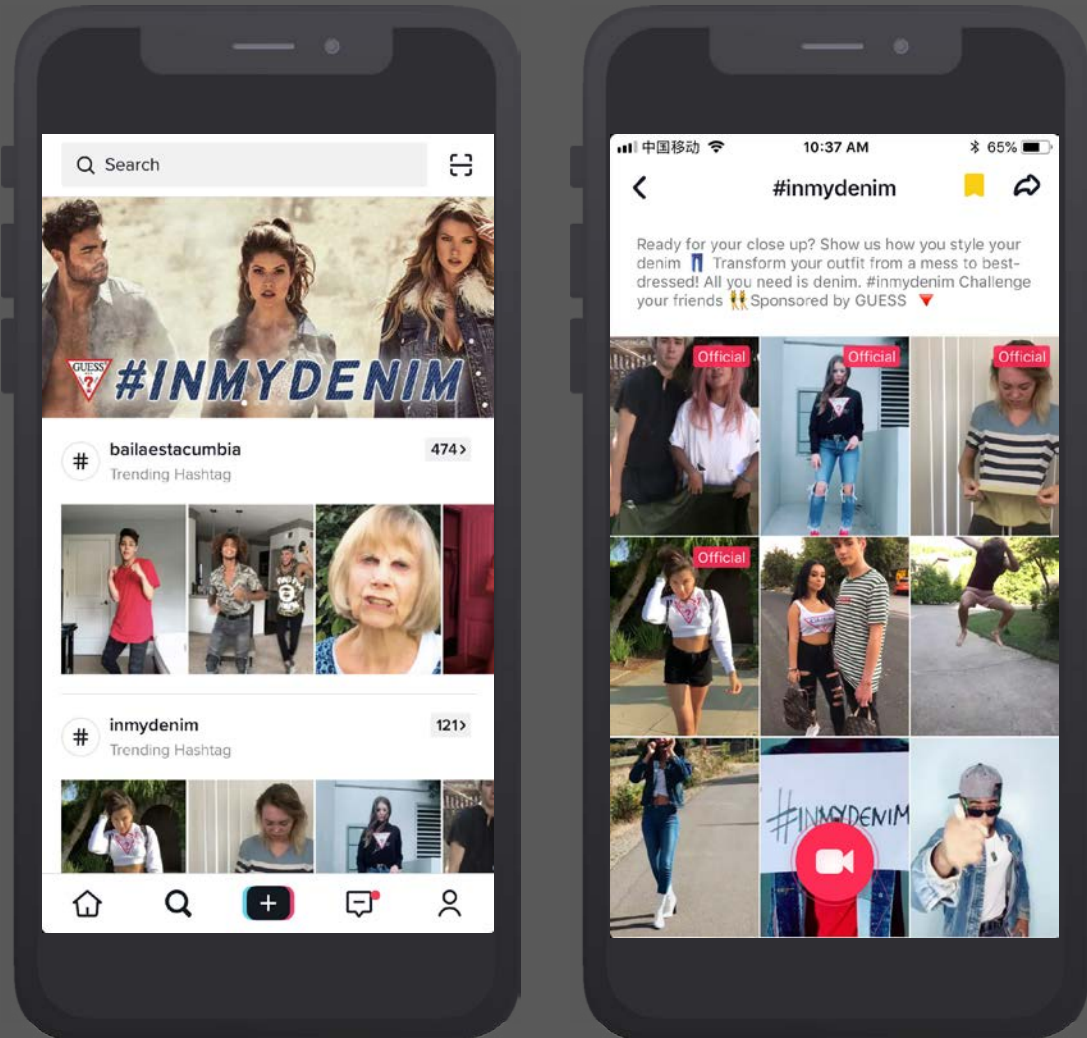 Search
GUESS
?
#INMYDENIM
bailaestacumbia
474>
Trending Hashtag
inmydenim
121>
Trending Hashtag
中国移动
10:37 AM
65%
#inmydenim
Ready for your close up? Show us how you style your
denim 👖 Transform your outfit from a mess to best-
dressed! All you need is denim. #inmydenim Challenge
your friends 👯 Sponsored by GUESS 🔻
Official
Official
Official
Official
#INMYDENIM